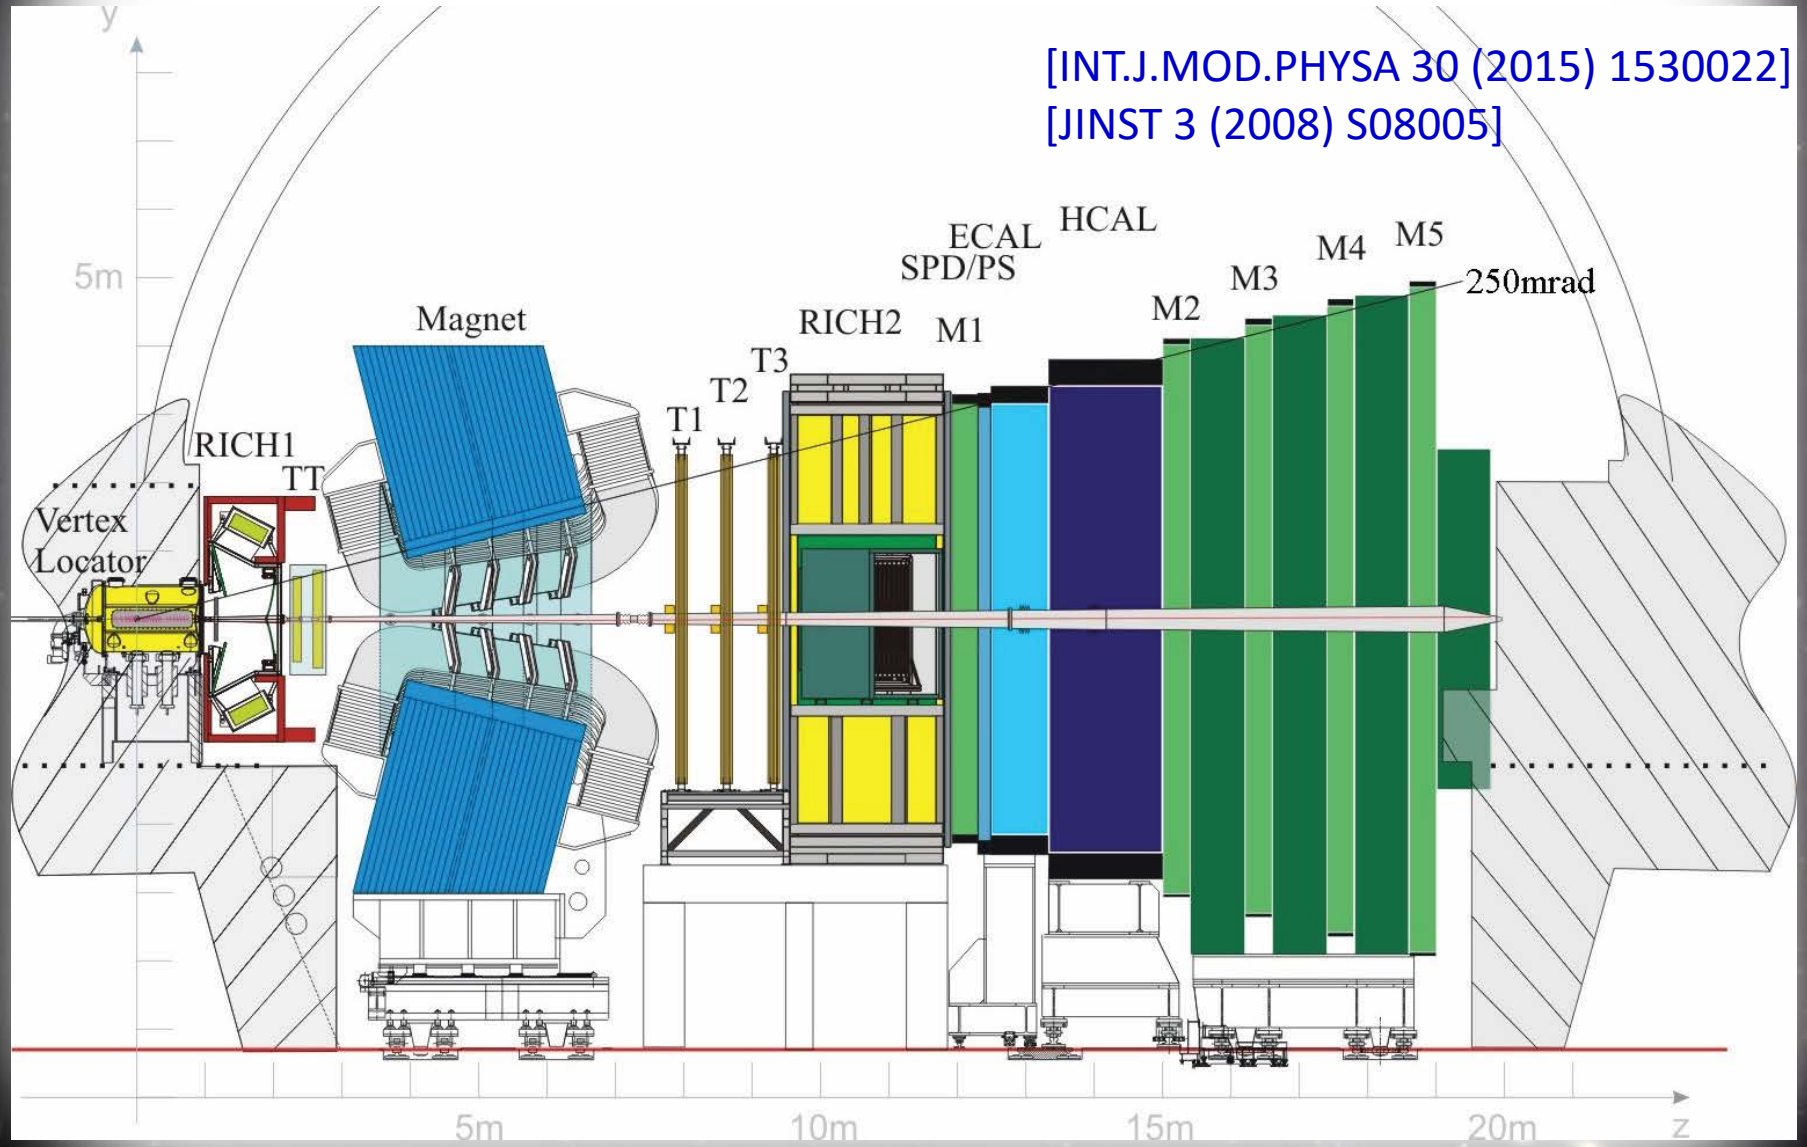 y
[INT.J.MOD.PHYSA 30 (2015) 1530022]
[JINST 3 (2008) S08005]
HCAL
ECAL
SPD/PS
M5
M4
M3
M2
M1
5m
250mrad
Magnet
RICH2
T3
T2
T1
RICH1
TT
Vertex
Locator
5m
10m
15m
20m
z